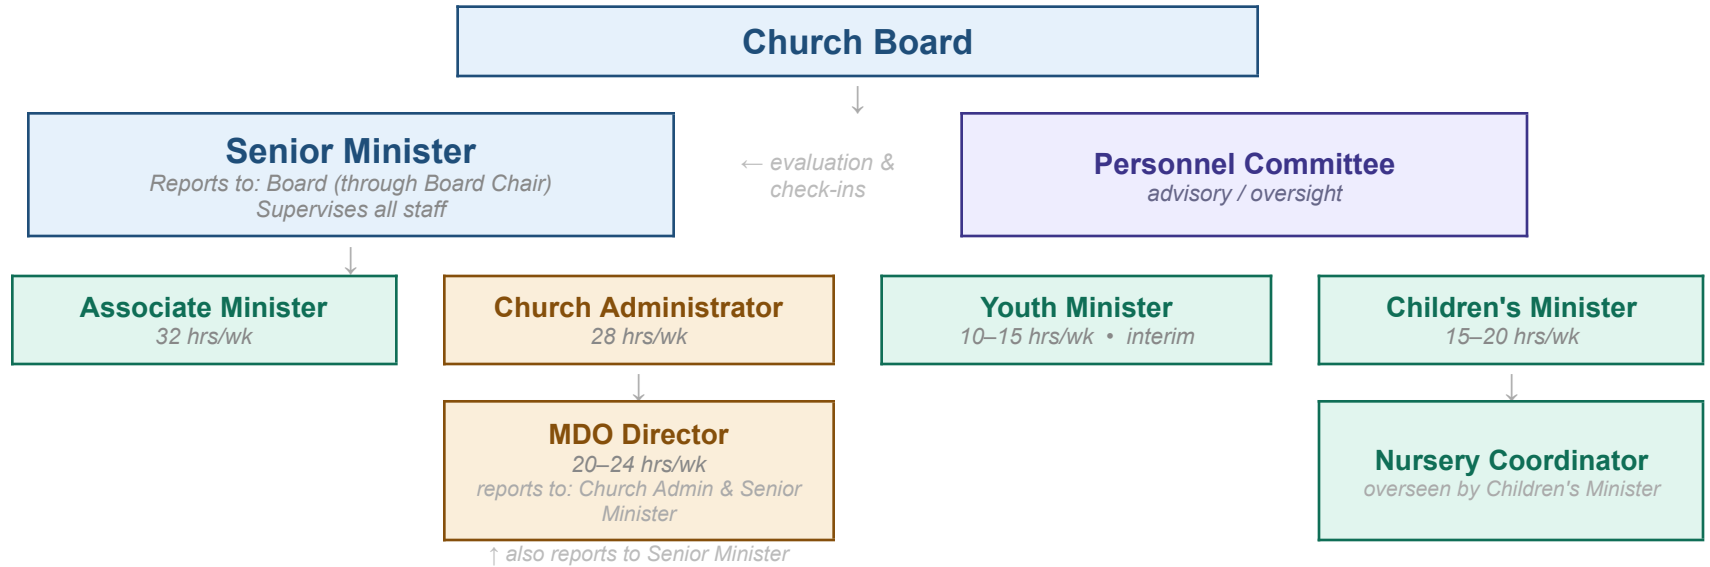 Church Board
↓
Senior Minister
Reports to: Board (through Board Chair)
Supervises all staff
← evaluation &
check-ins
Personnel Committee
advisory / oversight
↓
Associate Minister
32 hrs/wk
Church Administrator
28 hrs/wk
Youth Minister
10–15 hrs/wk • interim
Children's Minister
15–20 hrs/wk
↓
↓
MDO Director
20–24 hrs/wk
reports to: Church Admin & Senior
Minister
Nursery Coordinator
overseen by Children's Minister
↑ also reports to Senior Minister